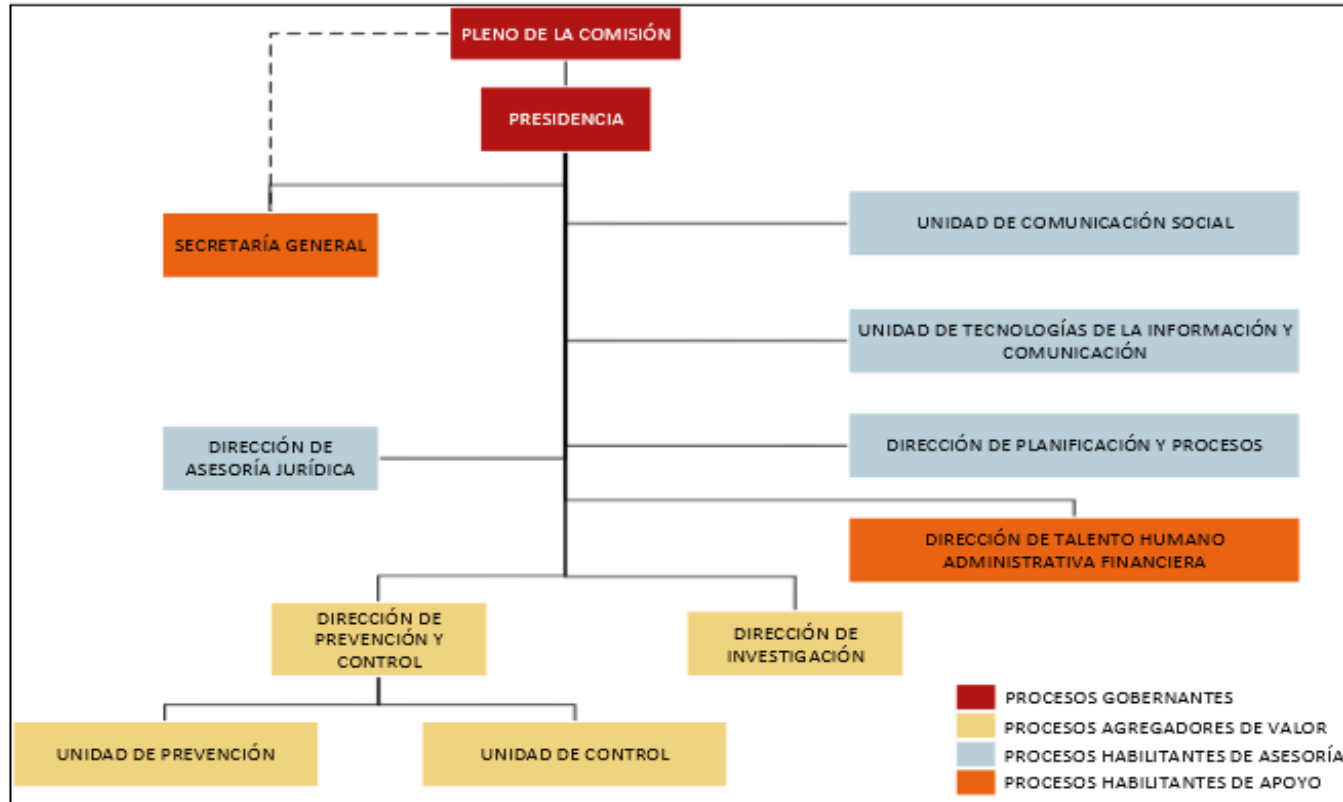 PLENO DE LA COMISIÓN
PRESIDENCIA
SECRETARÍA GENERAL
UNIDAD DE COMUNICACIÓN SOCIAL
UNIDAD DE TECNOLOGÍAS DE LA INFORMACIÓN Y
COMUNICACIÓN
DIRECCIÓN DE
ASESORÍA JURÍDICA
DIRECCIÓN DE PLANIFICACIÓN Y PROCESOS
DIRECCIÓN DE TALENTO HUMANO
ADMINISTRATIVA FINANCIERA
DIRECCIÓN DE
PREVENCIÓN Y
CONTROL
DIRECCIÓN DE
INVESTIGACIÓN
UNIDAD DE PREVENCIÓN
UNIDAD DE CONTROL
PROCESOS GOBERNANTES
PROCESOS AGREGADORES DE VALOR
PROCESOS HABILITANTES DE ASESORÍA
PROCESOS HABILITANTES DE APOYO